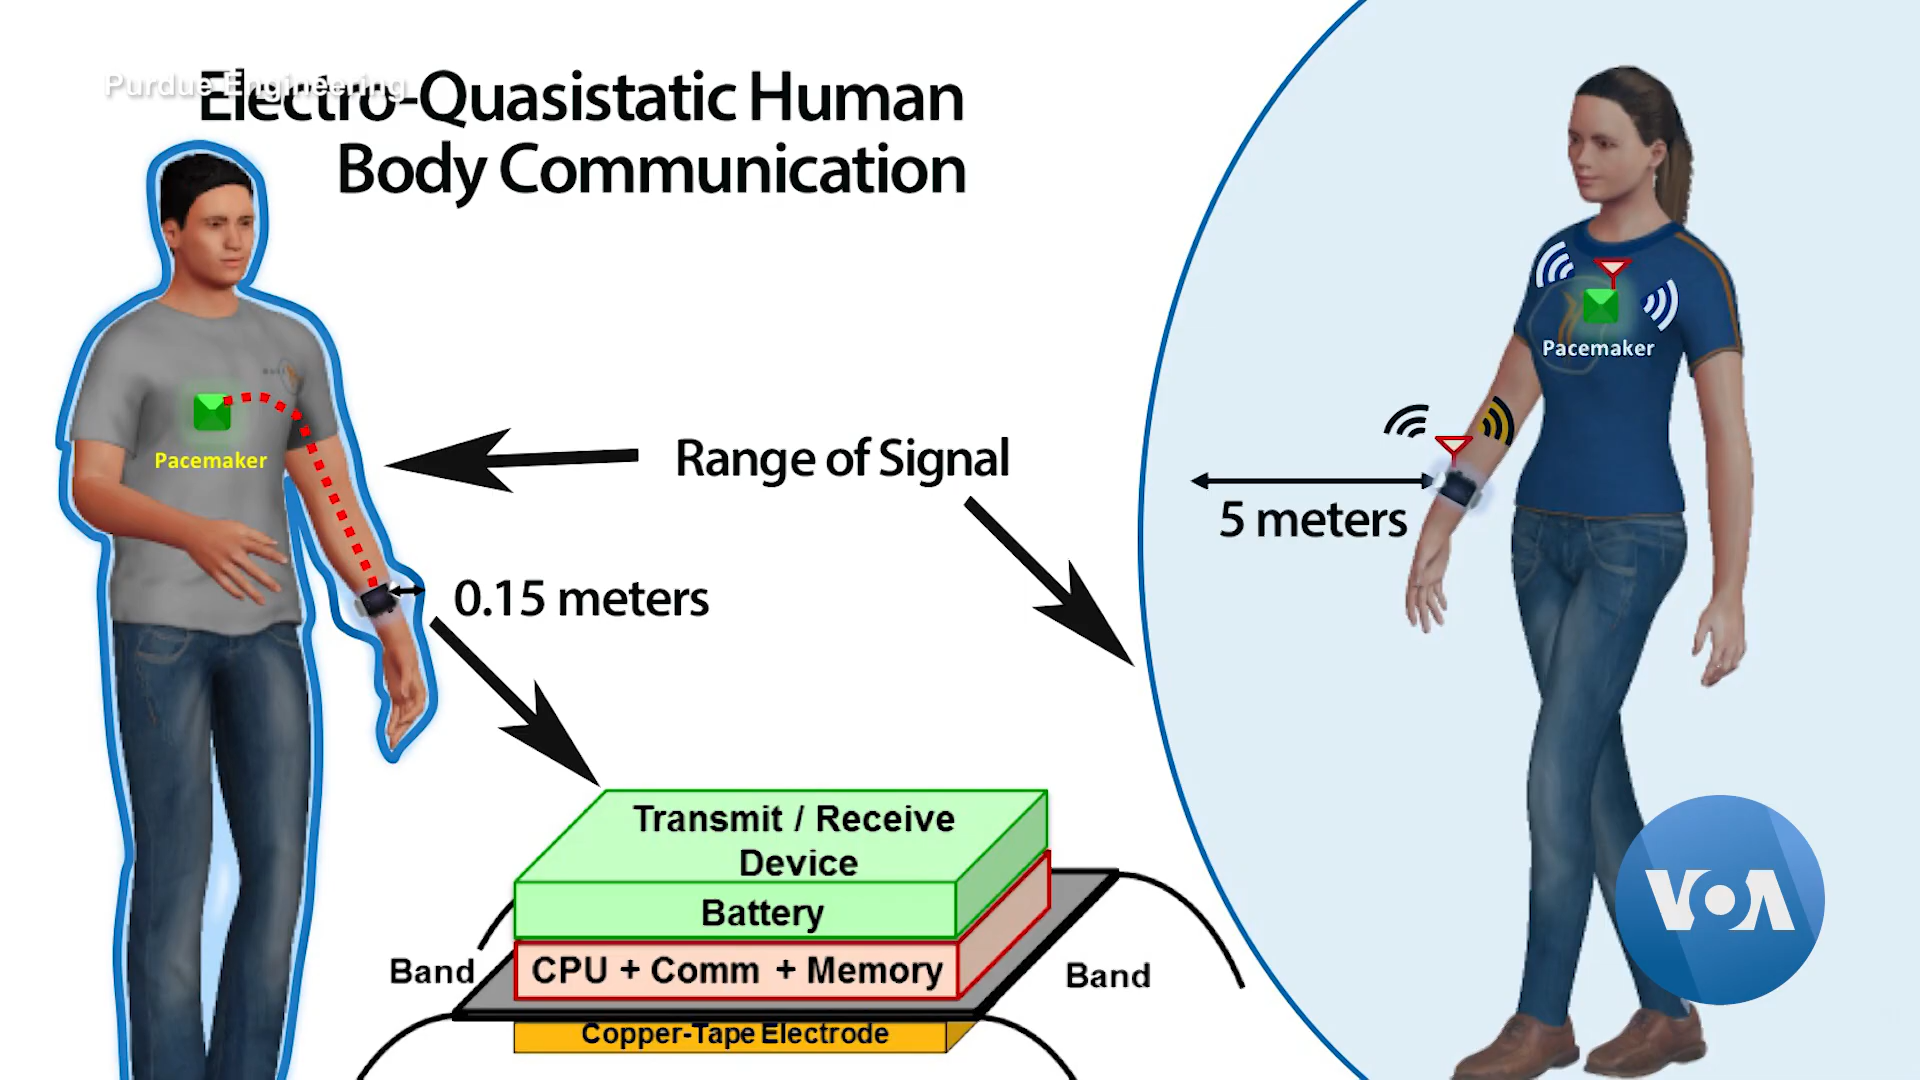 Purdue Engineering
Electro-Quasistatic Human
Body Communication
Pacemaker
Range of Signal
0.15 meters
Pacemaker
5 meters
Transmit / Receive
Device
Battery
CPU + Comm + Memory
Band
Band
Copper-Tape Electrode
VOA